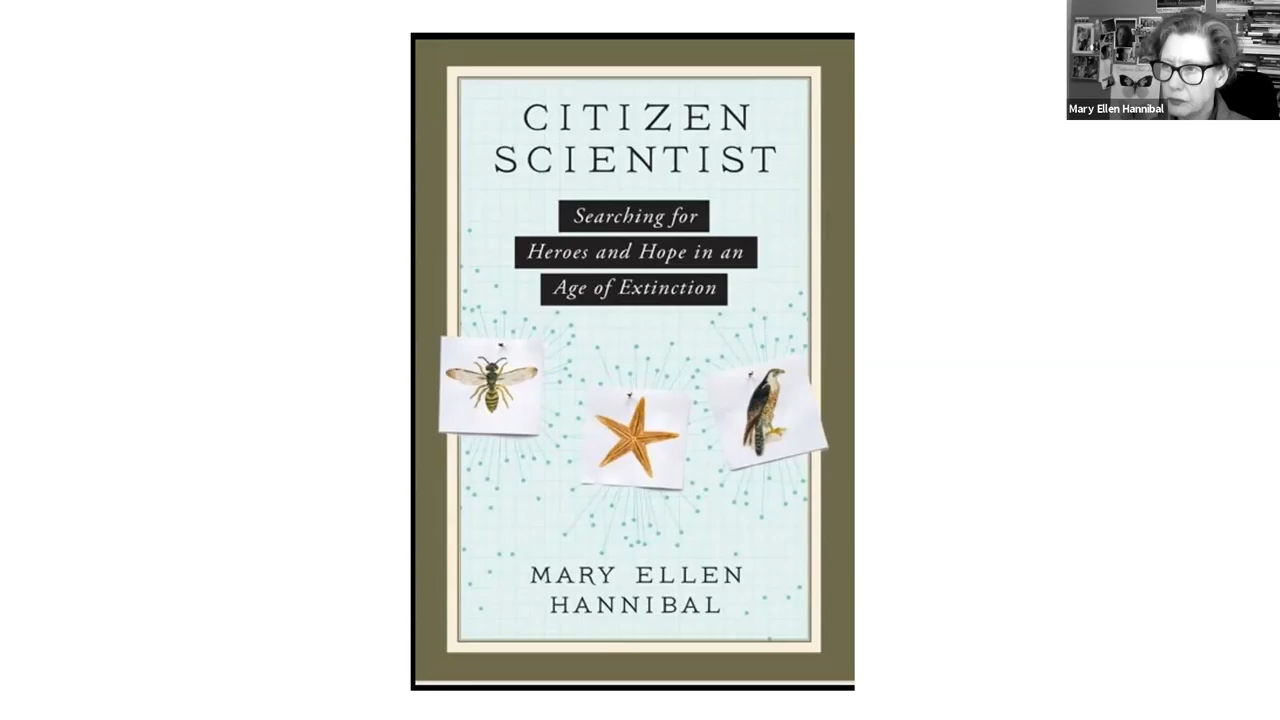 CITIZEN
SCIENTIST
Searching for
Heroes and Hope in an
Age of Extinction
MARY ELLEN
HANNIBAL
Mary Ellen Hannibal